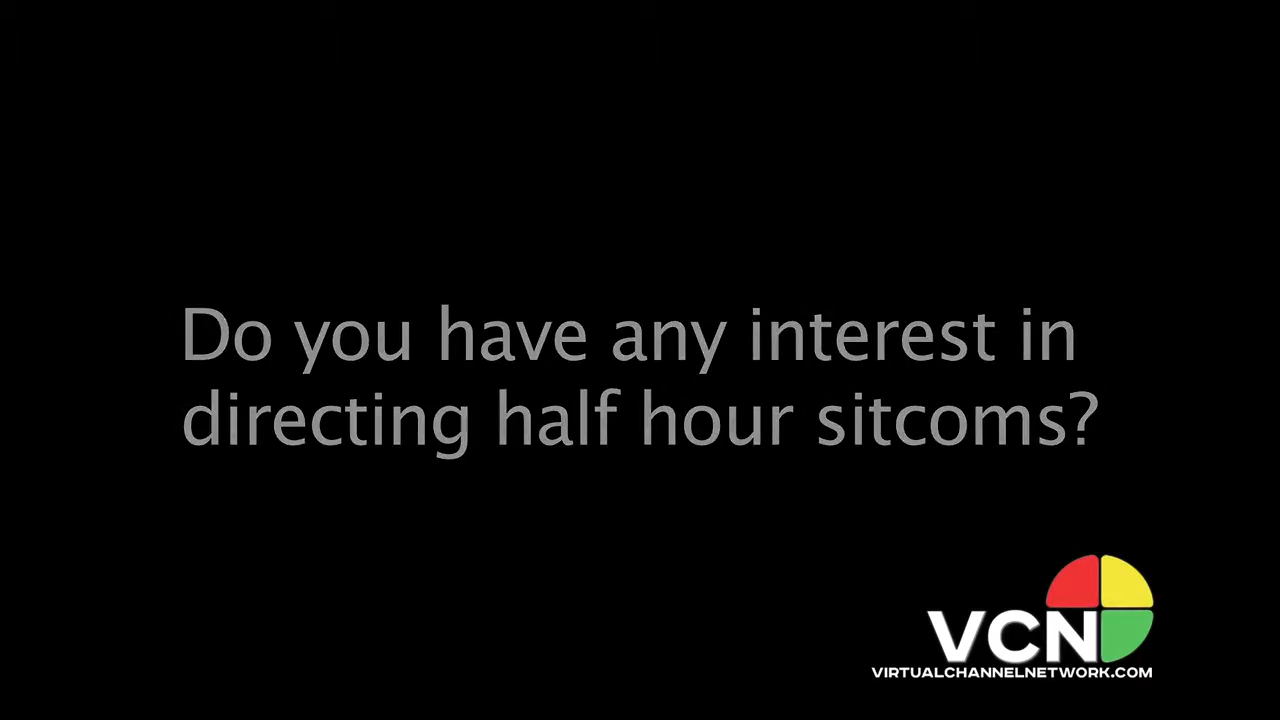 Do you have any interest in
directing half hour sitcoms?
VCN
VIRTUALCHANNELNETWORK.COM